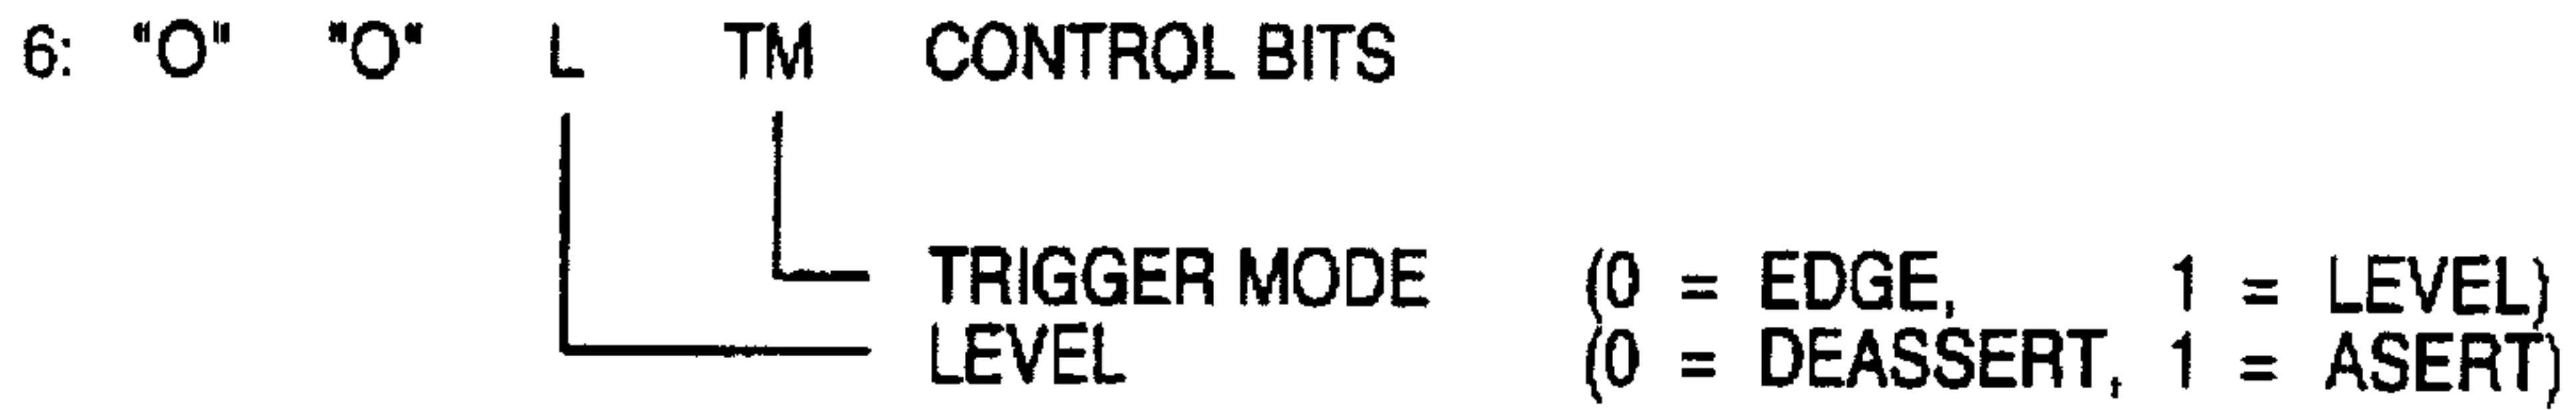 6: "O" "O" L TM CONTROL BITS
TRIGGER MODE (0 = EDGE, 1 = LEVEL)
LEVEL (0 = DEASSERT, 1 = ASERT)